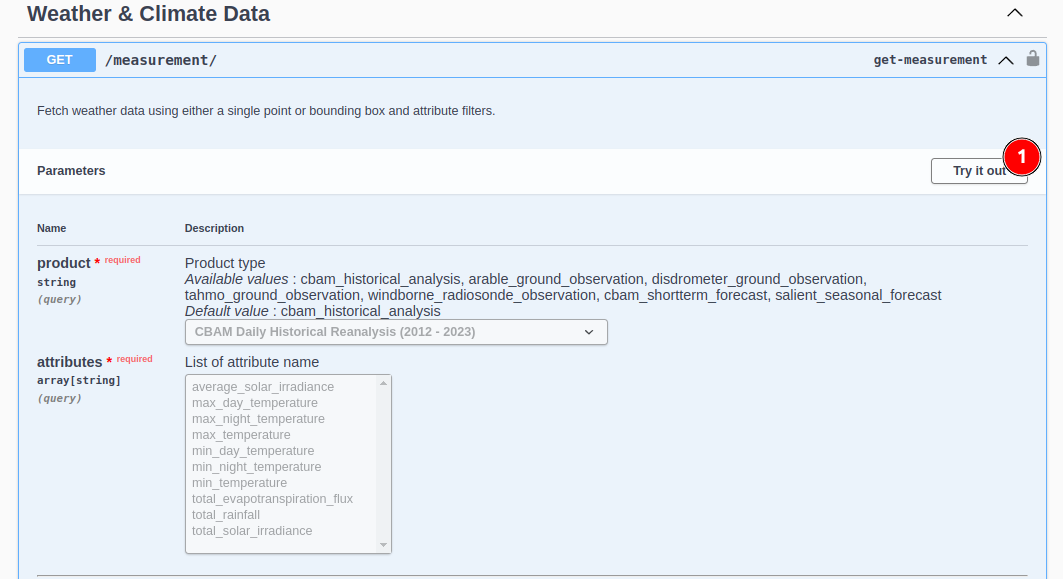 Weather & Climate Data
GET /measurement/ get-measurement
Fetch weather data using either a single point or bounding box and attribute filters.
1
Parameters Try it out
Name Description
product * required Product type
string Available values : cbam_historical_analysis, arable_ground_observation, disdrometer_ground_observation,
(query) tahmo_ground_observation, windborne_radiosonde_observation, cbam_shortterm_forecast, salient_seasonal_forecast
Default value : cbam_historical_analysis
CBAM Daily Historical Reanalysis (2012 - 2023)
attributes * required List of attribute name
array[string]
(query)
average_solar_irradiance
max_day_temperature
max_night_temperature
max_temperature
min_day_temperature
min_night_temperature
min_temperature
total_evapotranspiration_flux
total_rainfall
total_solar_irradiance